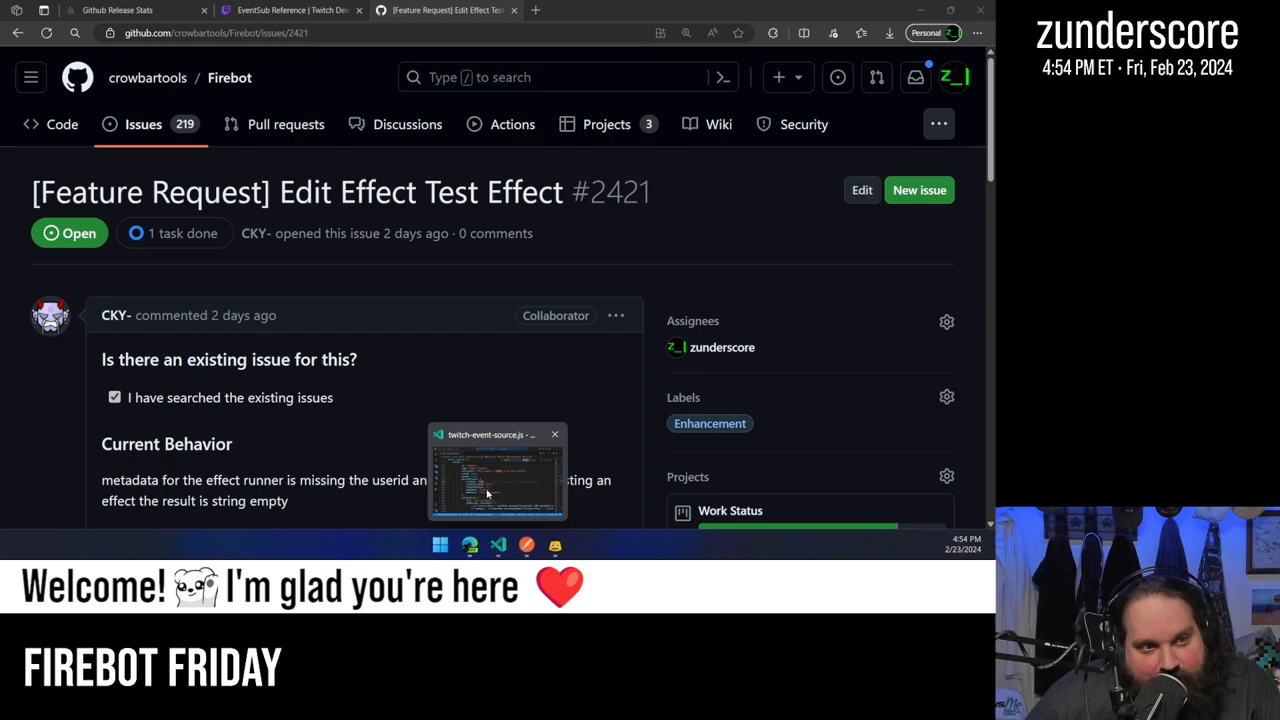 Github Release Stats
EventSub Reference | Twitch Dev
[Feature Request] Edit Effect Tes
github.com/crowbartools/Firebot/issues/2421
Personal
zunderscore
4:54 PM ET · Fri, Feb 23, 2024
crowbartools / Firebot
Type / to search
Code
Issues 219
Pull requests
Discussions
Actions
Projects 3
Wiki
Security
[Feature Request] Edit Effect Test Effect #2421
Edit
New issue
Open
1 task done
CKY- opened this issue 2 days ago · 0 comments
CKY- commented 2 days ago
Collaborator
Is there an existing issue for this?
I have searched the existing issues
Current Behavior
metadata for the effect runner is missing the userid an
sting an
effect the result is string empty
Assignees
zunderscore
Labels
Enhancement
Projects
Work Status
twitch-event-source.js - ...
4:54 PM
2/23/2024
Welcome! I'm glad you're here
FIREBOT FRIDAY